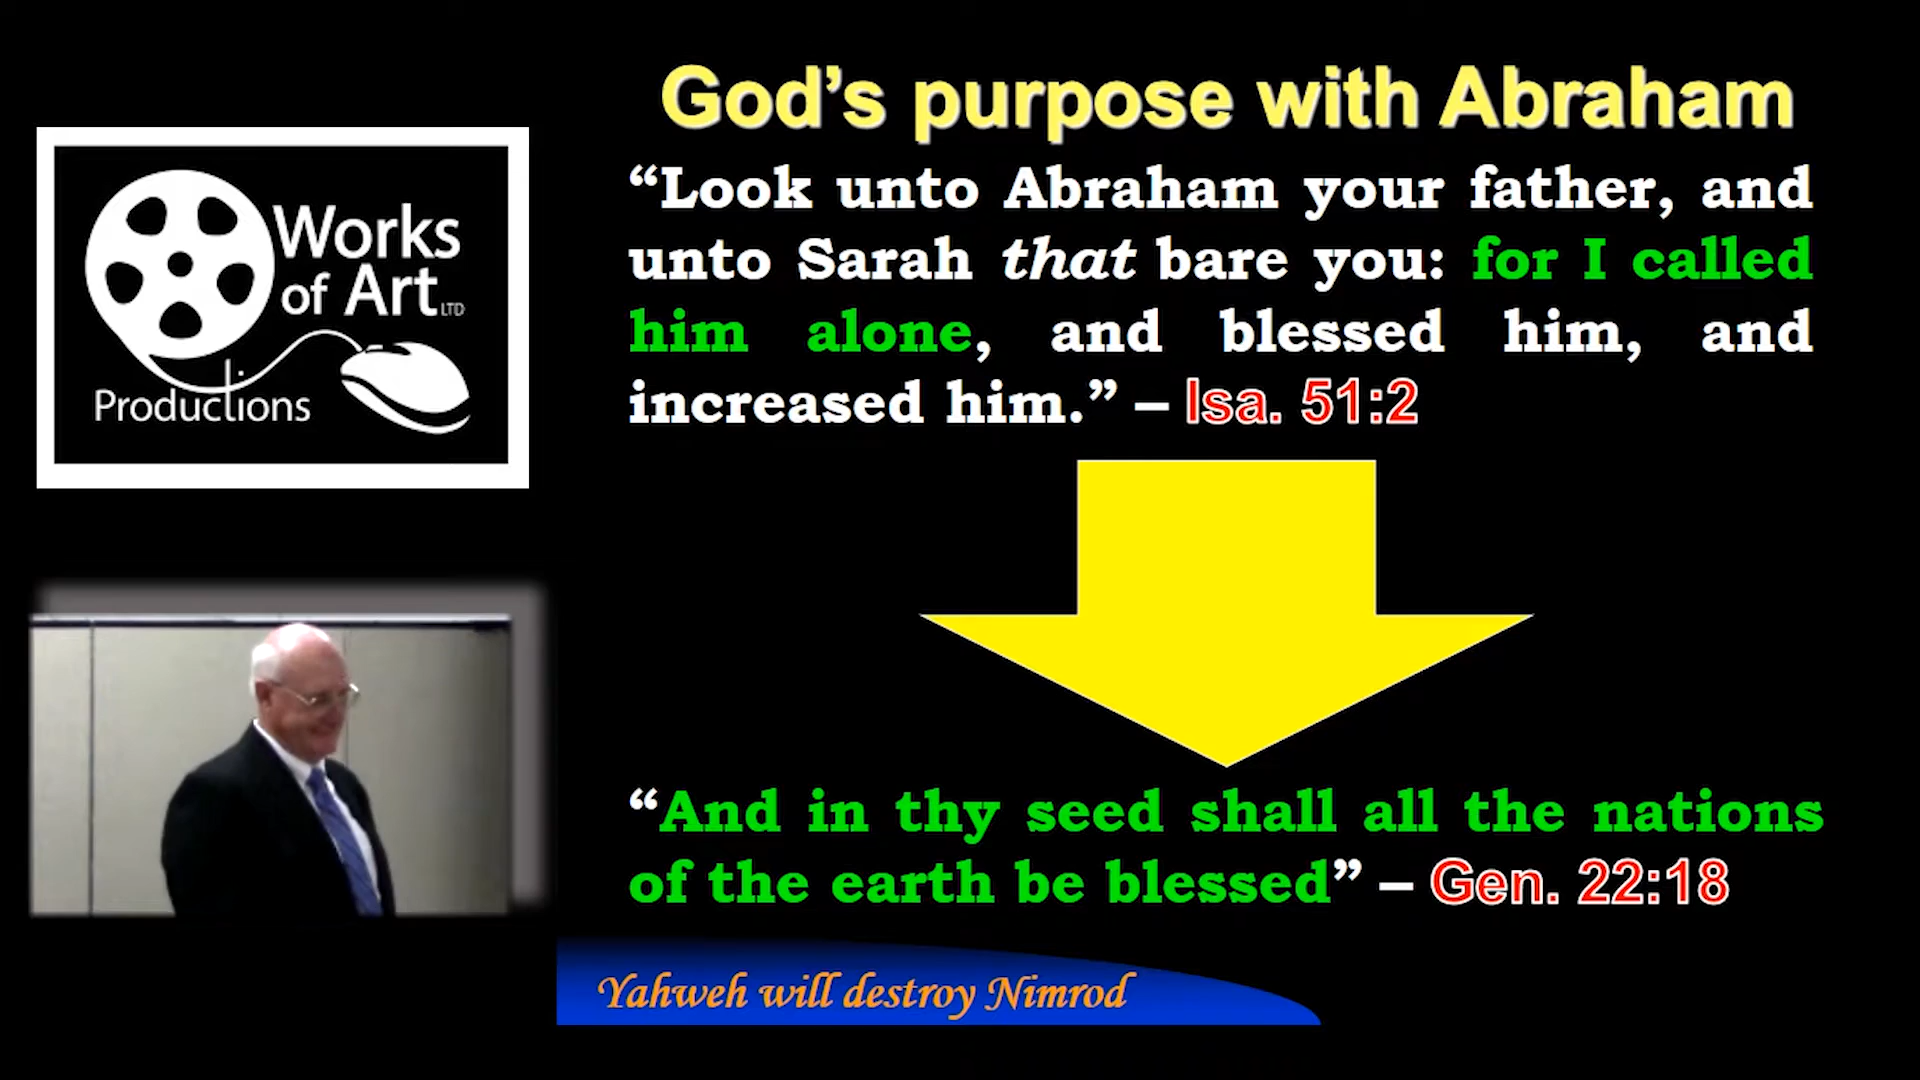 Works
of Art LTD
Productions
God’s purpose with Abraham
“Look unto Abraham your father, and
unto Sarah that bare you: for I called
him alone, and blessed him, and
increased him.” – Isa. 51:2
“And in thy seed shall all the nations
of the earth be blessed” – Gen. 22:18
Yahweh will destroy Nimrod